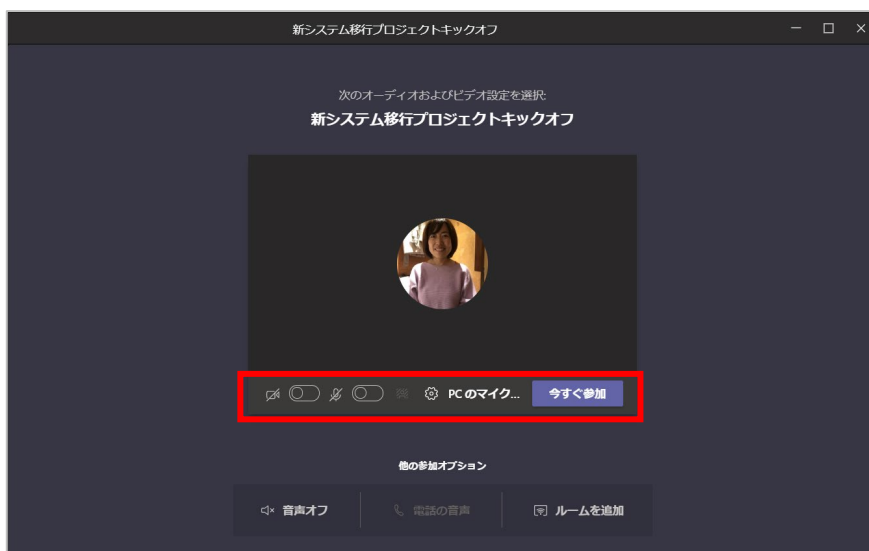 新システム移行プロジェクトキックオフ
次のオーディオおよびビデオ設定を選択:
新システム移行プロジェクトキックオフ
PC のマイク... 今すぐ参加
他の参加オプション
音声オフ 電話の音声 ルームを追加